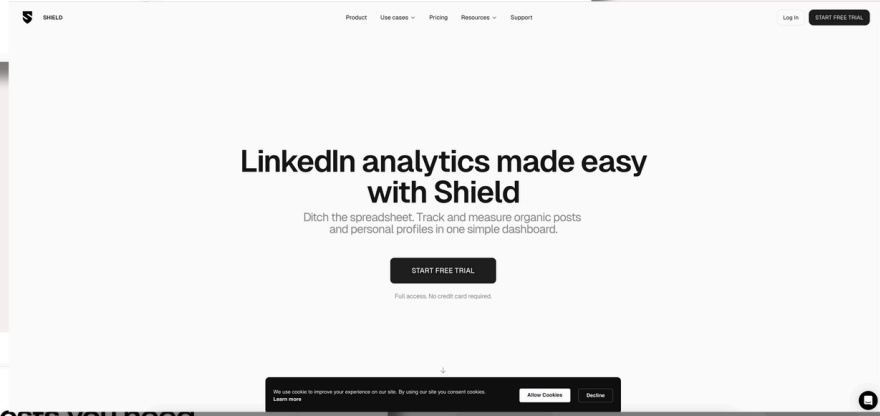 SHIELD
Product
Use cases
Pricing
Resources
Support
Log In
START FREE TRIAL
LinkedIn analytics made easy
with Shield
Ditch the spreadsheet. Track and measure organic posts
and personal profiles in one simple dashboard.
START FREE TRIAL
Full access. No credit card required.
We use cookie to improve your experience on our site. By using our site you consent cookies.
Learn more
Allow Cookies
Decline
you need